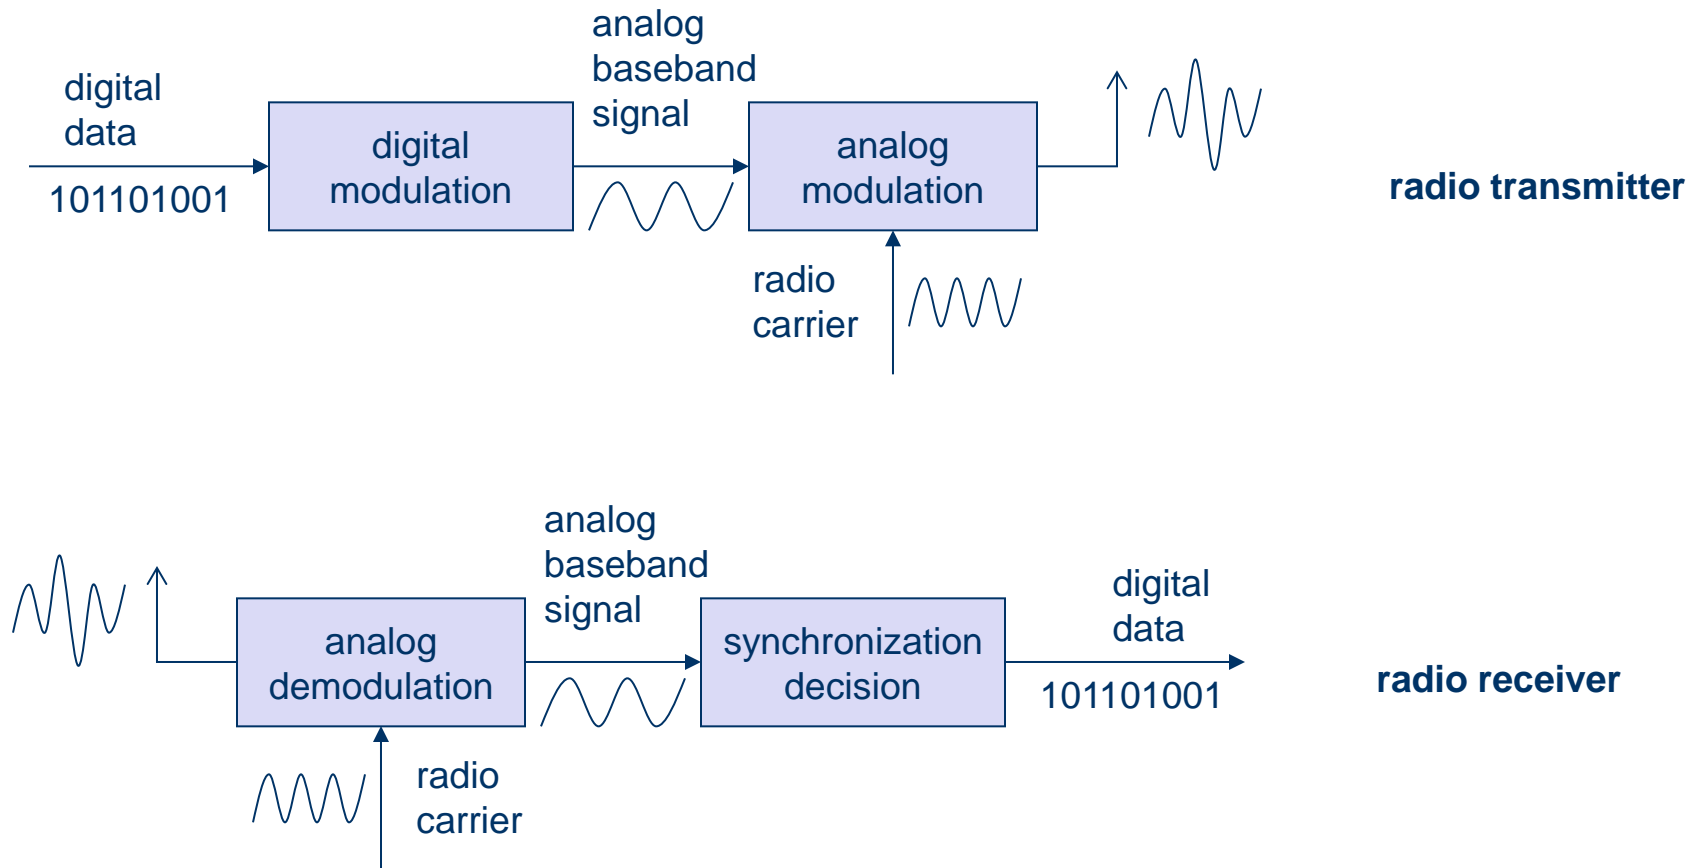 digital
data
101101001
digital
modulation
analog
baseband
signal
analog
modulation
radio
carrier
radio transmitter
analog
demodulation
radio
carrier
analog
baseband
signal
synchronization
decision
digital
data
101101001
radio receiver